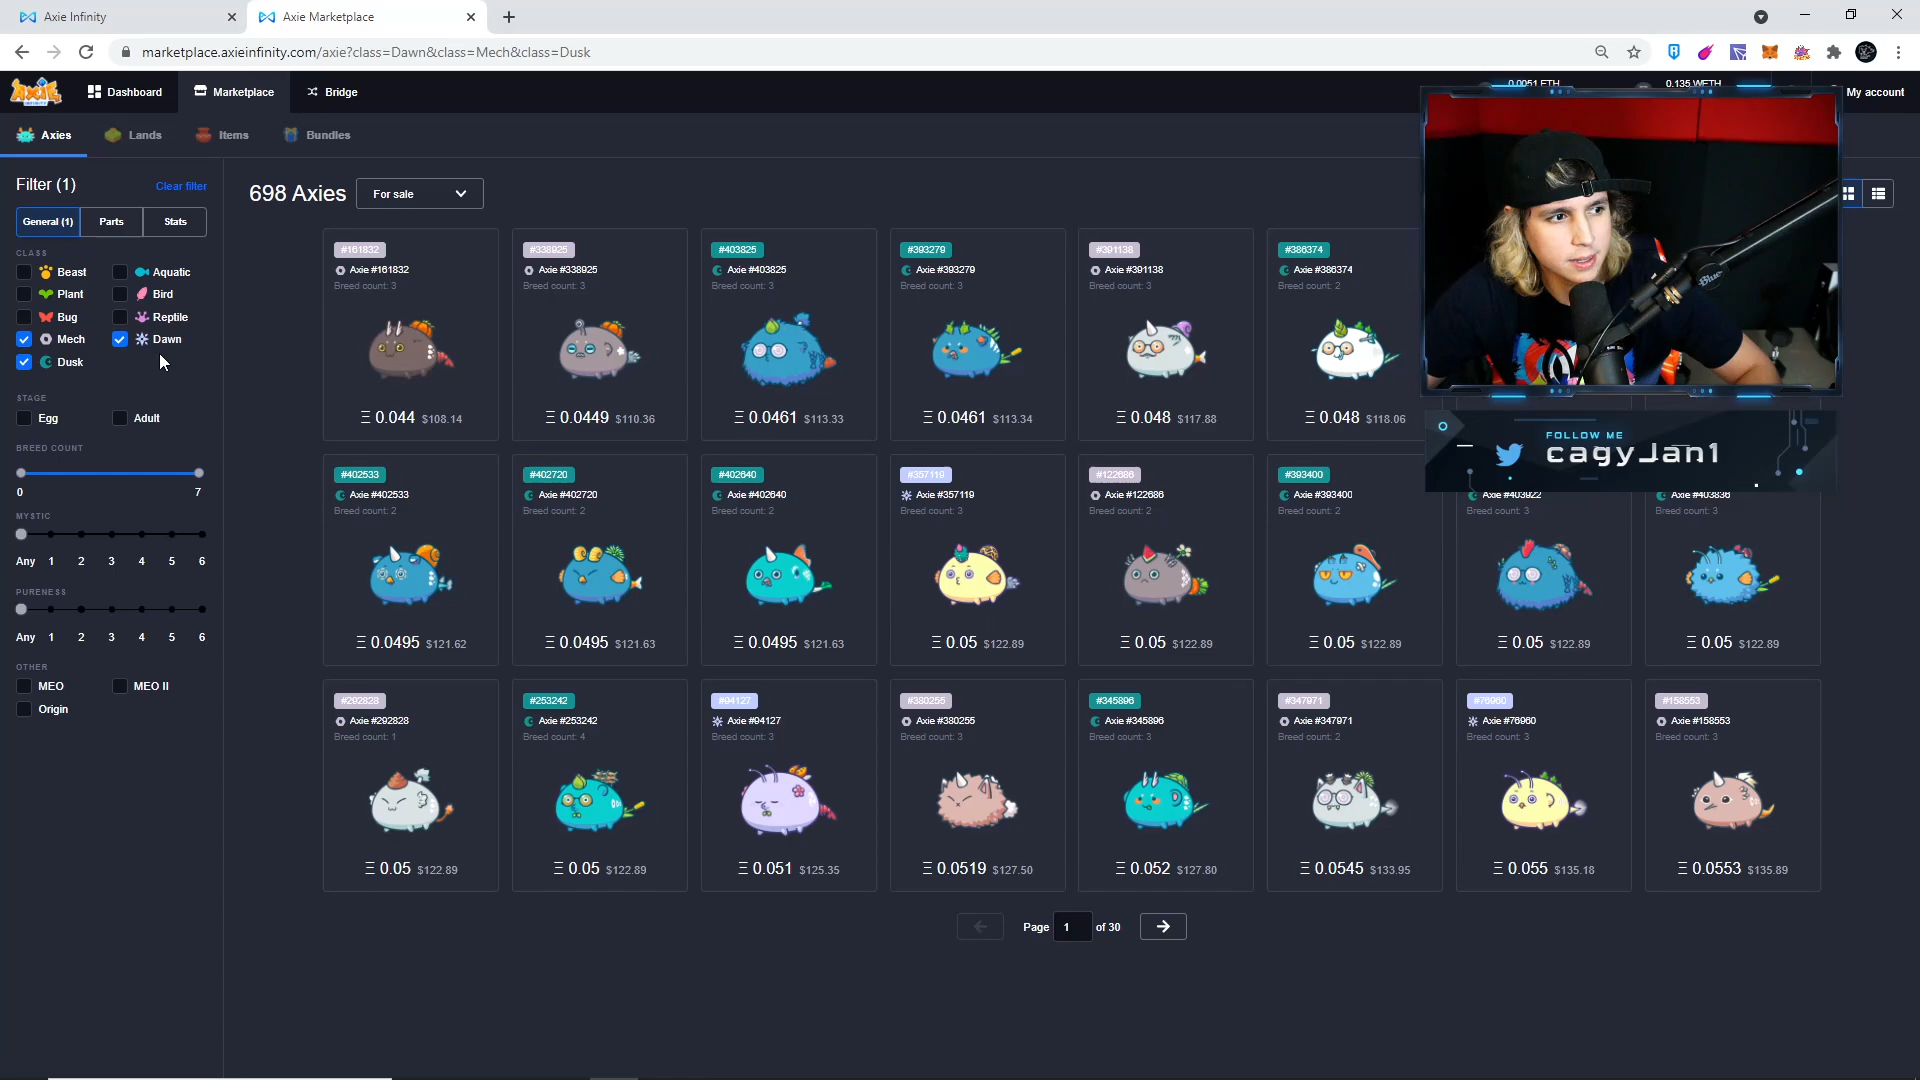 Axie Infinity
Axie Marketplace
marketplace.axieinfinity.com/axie?class=Dawn&class=Mech&class=Dusk
AXIE
INFINITY
Dashboard
Marketplace
Bridge
0.0051 ETH
0.135 WETH
My account
Axies
Lands
Items
Bundles
Filter (1)
Clear filter
General (1)
Parts
Stats
CLASS
Beast
Aquatic
Plant
Bird
Bug
Reptile
Mech
Dawn
Dusk
STAGE
Egg
Adult
BREED COUNT
0
7
MYSTIC
Any 1 2 3 4 5 6
PURENESS
Any 1 2 3 4 5 6
OTHER
MEO
MEO II
Origin
698 Axies
For sale
#161832
Axie #161832
Breed count: 3
Ξ 0.044 $108.14
#338925
Axie #338925
Breed count: 3
Ξ 0.0449 $110.36
#403825
Axie #403825
Breed count: 3
Ξ 0.0461 $113.33
#393279
Axie #393279
Breed count: 3
Ξ 0.0461 $113.34
#391138
Axie #391138
Breed count: 3
Ξ 0.048 $117.88
#386374
Axie #386374
Breed count: 2
Ξ 0.048 $118.06
Blue
FOLLOW ME
cagyJan1
#402533
Axie #402533
Breed count: 2
Ξ 0.0495 $121.62
#402720
Axie #402720
Breed count: 2
Ξ 0.0495 $121.63
#402640
Axie #402640
Breed count: 2
Ξ 0.0495 $121.63
#357119
Axie #357119
Breed count: 3
Ξ 0.05 $122.89
#122686
Axie #122686
Breed count: 2
Ξ 0.05 $122.89
#393400
Axie #393400
Breed count: 2
Ξ 0.05 $122.89
Axie #403922
Breed count: 3
Ξ 0.05 $122.89
Axie #403836
Breed count: 3
Ξ 0.05 $122.89
#292828
Axie #292828
Breed count: 1
Ξ 0.05 $122.89
#253242
Axie #253242
Breed count: 4
Ξ 0.05 $122.89
#94127
Axie #94127
Breed count: 3
Ξ 0.051 $125.35
#380255
Axie #380255
Breed count: 3
Ξ 0.0519 $127.50
#345896
Axie #345896
Breed count: 3
Ξ 0.052 $127.80
#347971
Axie #347971
Breed count: 2
Ξ 0.0545 $133.95
#76960
Axie #76960
Breed count: 3
Ξ 0.055 $135.18
#158553
Axie #158553
Breed count: 3
Ξ 0.0553 $135.89
Page 1 of 30